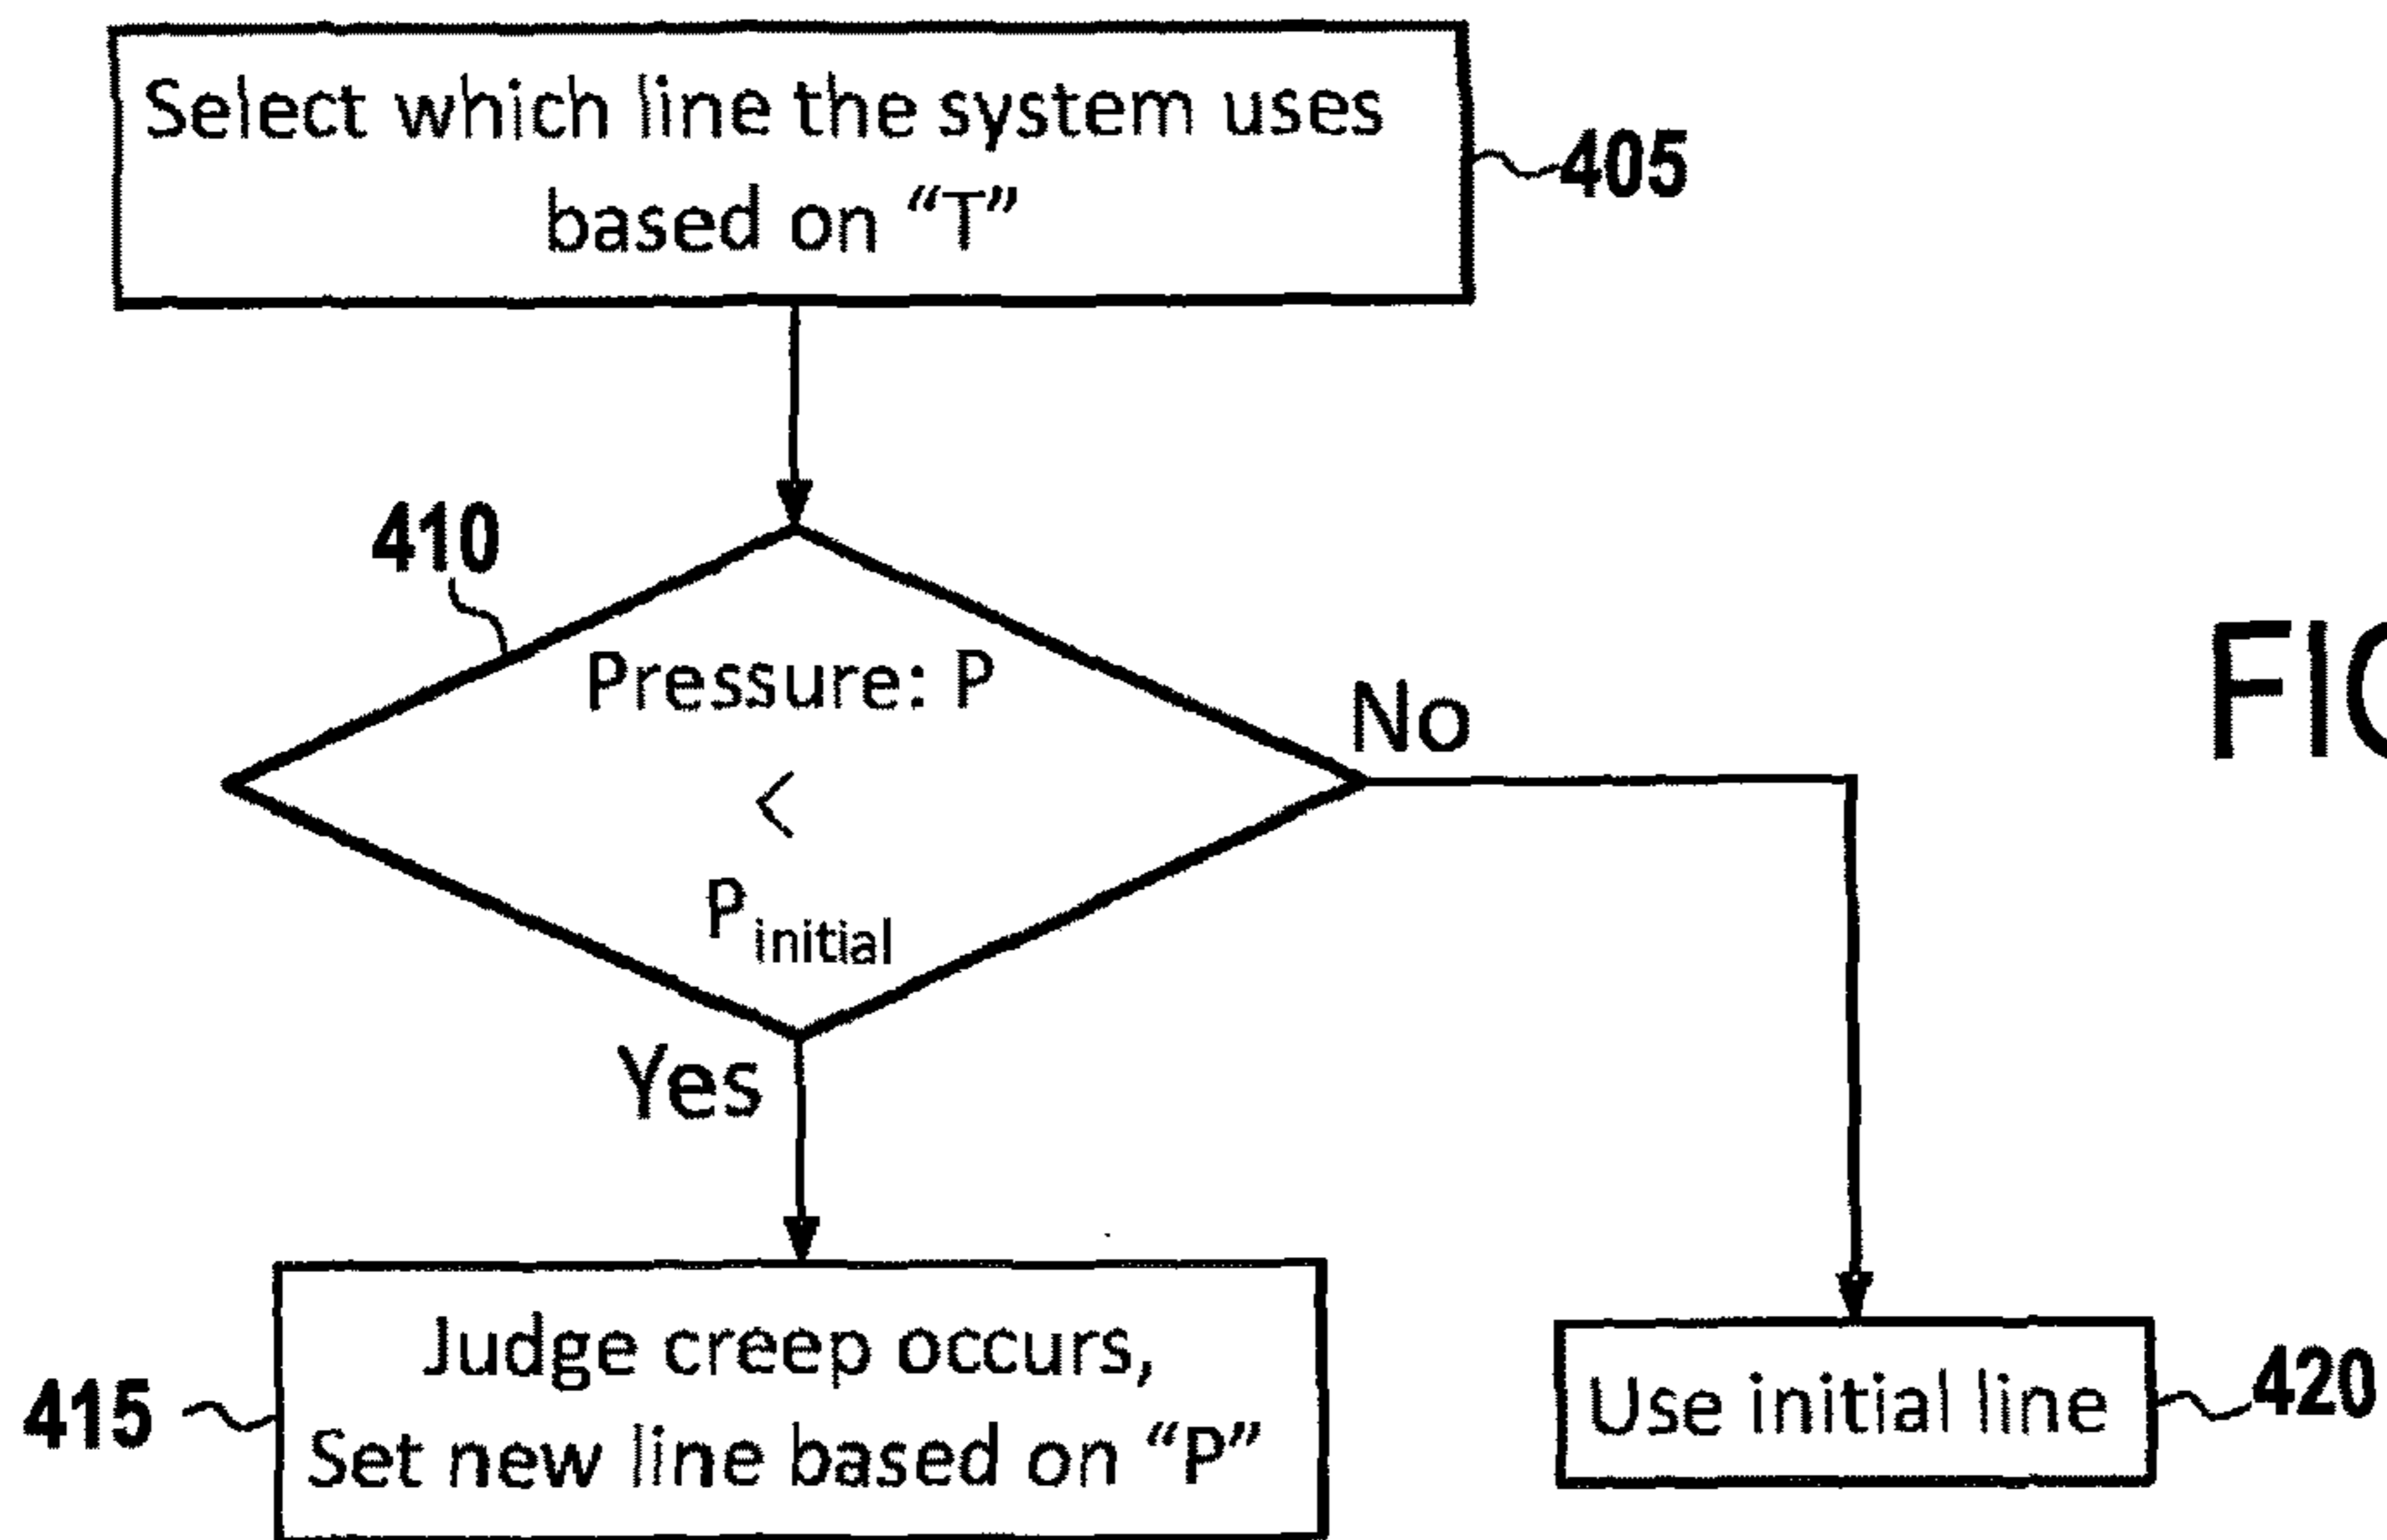 Select which line the system uses
based on “T”
405
410
Pressure: P
<
P initial
No
Yes
Judge creep occurs,
Set new line based on “P”
415
Use initial line
420